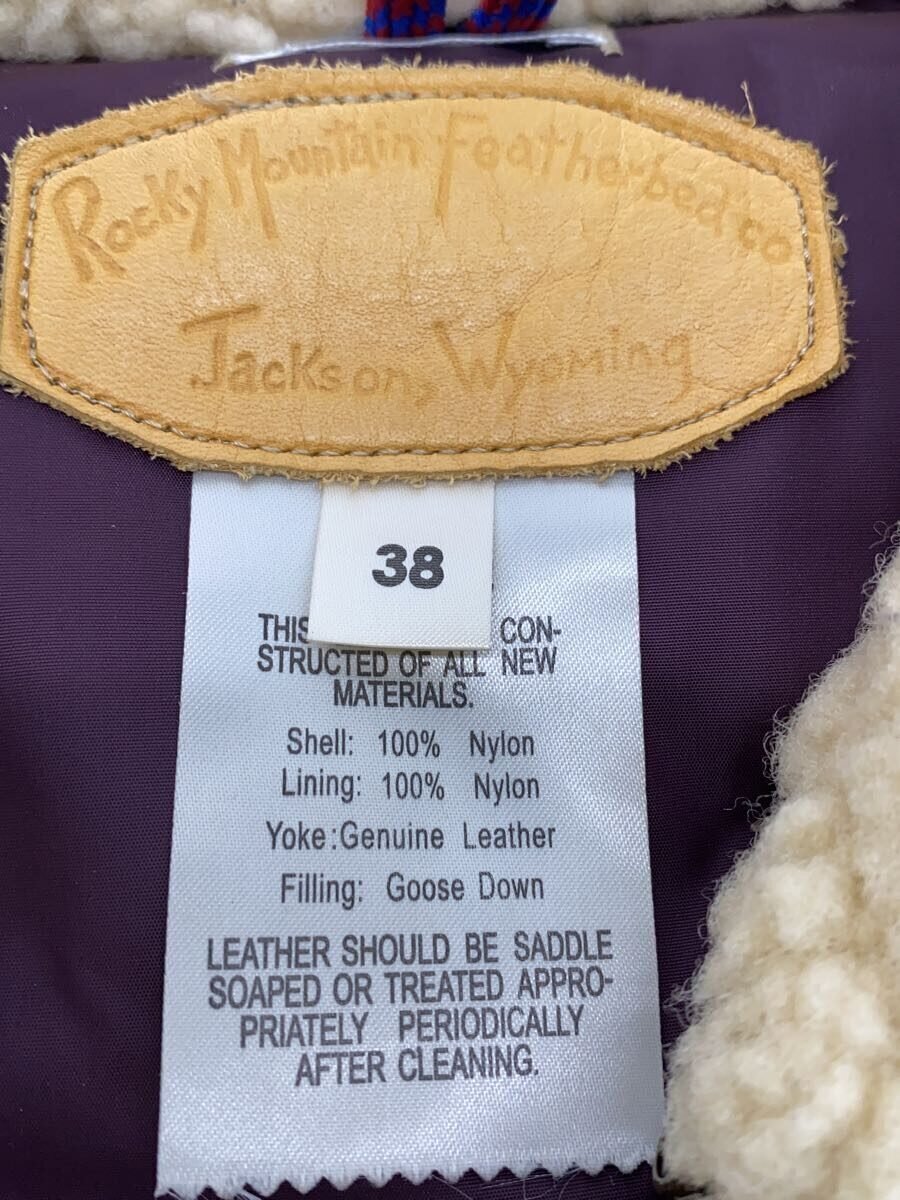 Rocky Mountain Featherbed co
Jackson, Wyoming
38
THIS CON-
STRUCTED OF ALL NEW
MATERIALS.
Shell: 100% Nylon
Lining: 100% Nylon
Yoke:Genuine Leather
Filling: Goose Down
LEATHER SHOULD BE SADDLE
SOAPED OR TREATED APPRO-
PRIATELY PERIODICALLY
AFTER CLEANING.